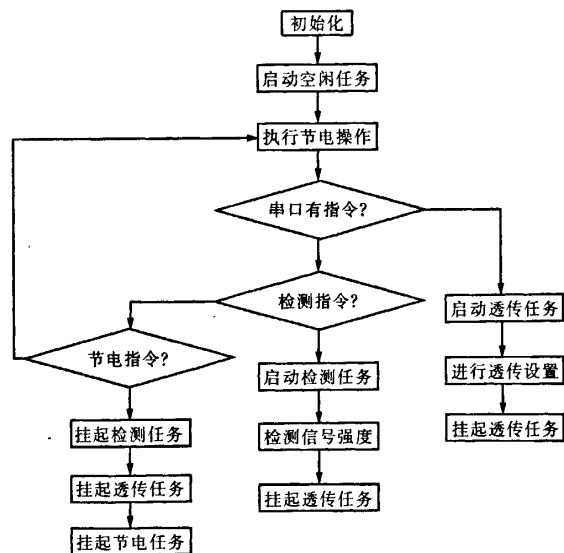 初始化
启动空闲任务
执行节电操作
串口有指令?
检测指令?
启动透传任务
节电指令?
启动检测任务
进行透传设置
挂起检测任务
检测信号强度
挂起透传任务
挂起透传任务
挂起透传任务
挂起节电任务